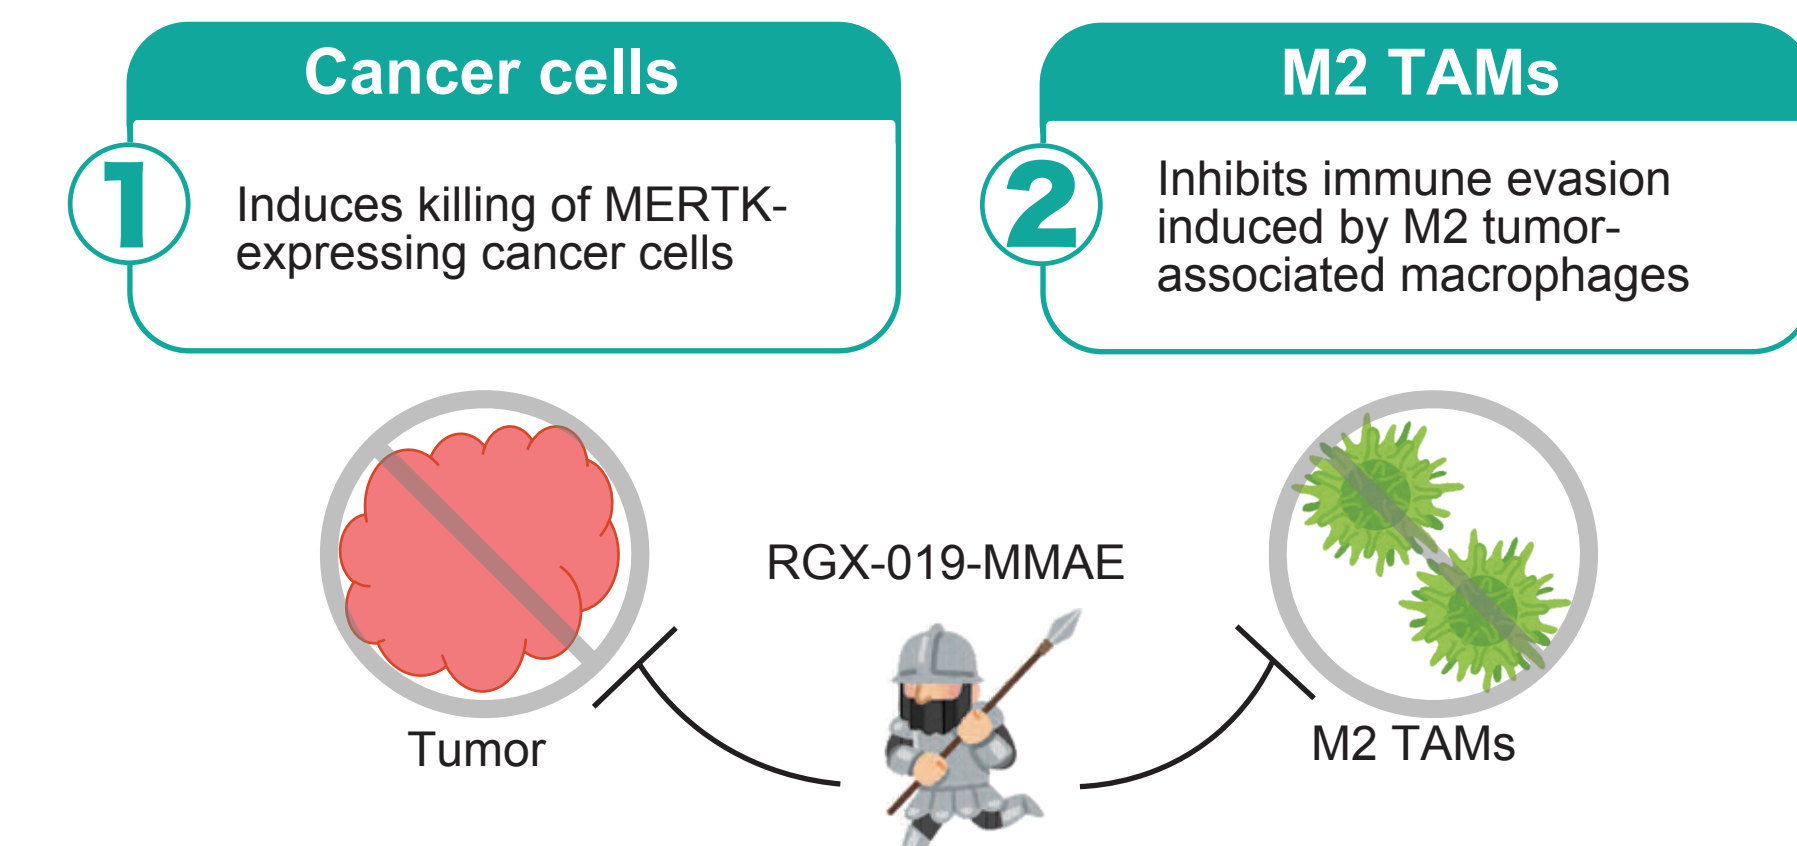 Cancer cells
1
Induces killing of MERTK-
expressing cancer cells
M2 TAMs
2
Inhibits immune evasion
induced by M2 tumor-
associated macrophages
RGX-019-MMAE
Tumor
M2 TAMs